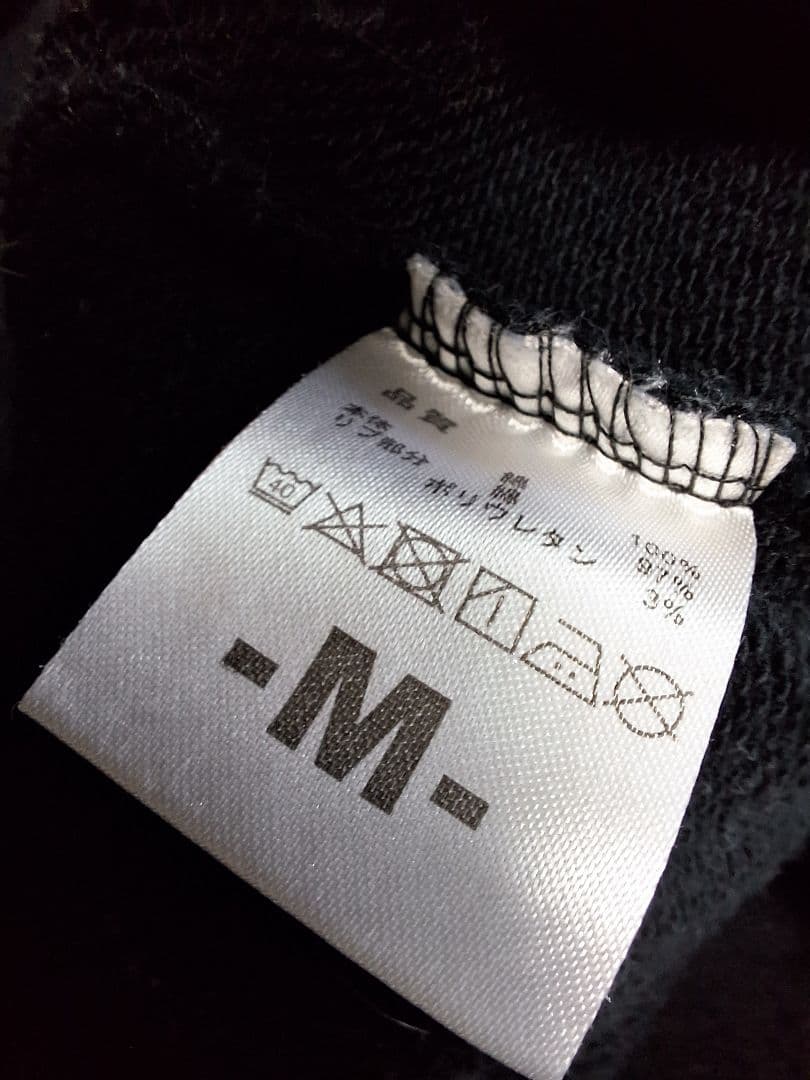 品質
本体 綿 100%
リブ部分 綿 97%
ポリウレタン 3%
40
-M-